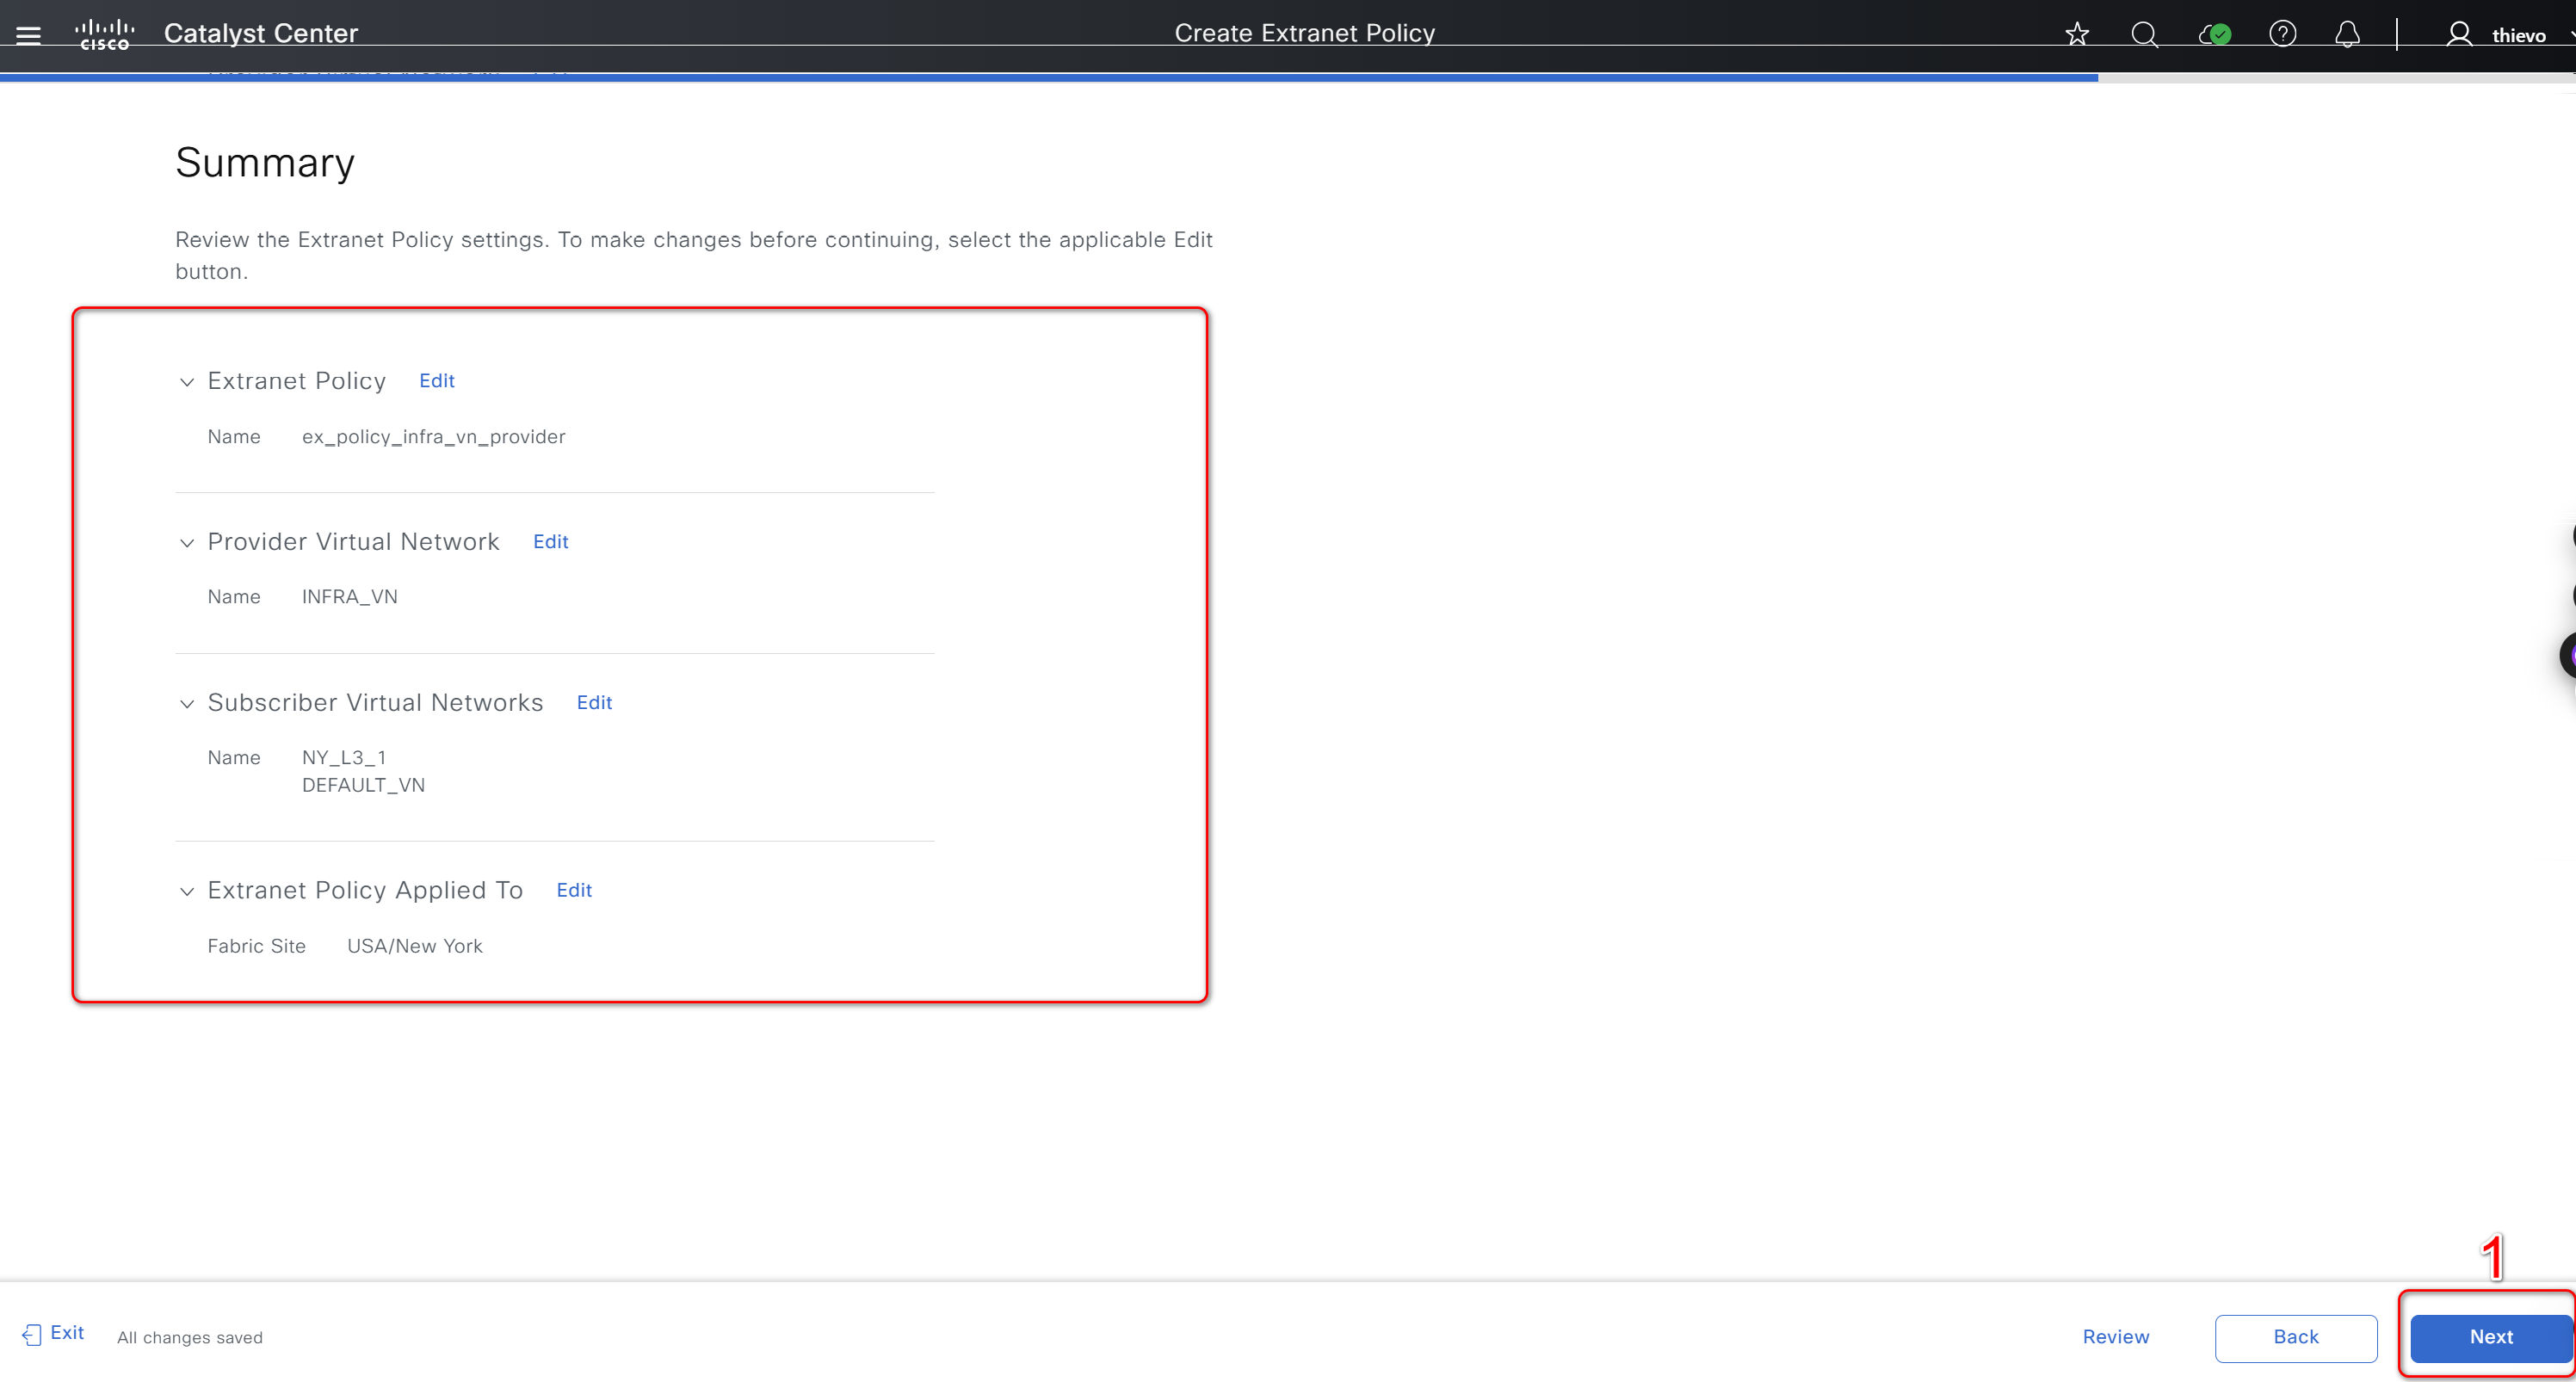 CISCO Catalyst Center Create Extranet Policy thievo
Summary
Review the Extranet Policy settings. To make changes before continuing, select the applicable Edit
button.
Extranet Policy Edit
Name ex_policy_infra_vn_provider
Provider Virtual Network Edit
Name INFRA_VN
Subscriber Virtual Networks Edit
Name NY_L3_1
DEFAULT_VN
Extranet Policy Applied To Edit
Fabric Site USA/New York
1
Exit All changes saved Review Back Next